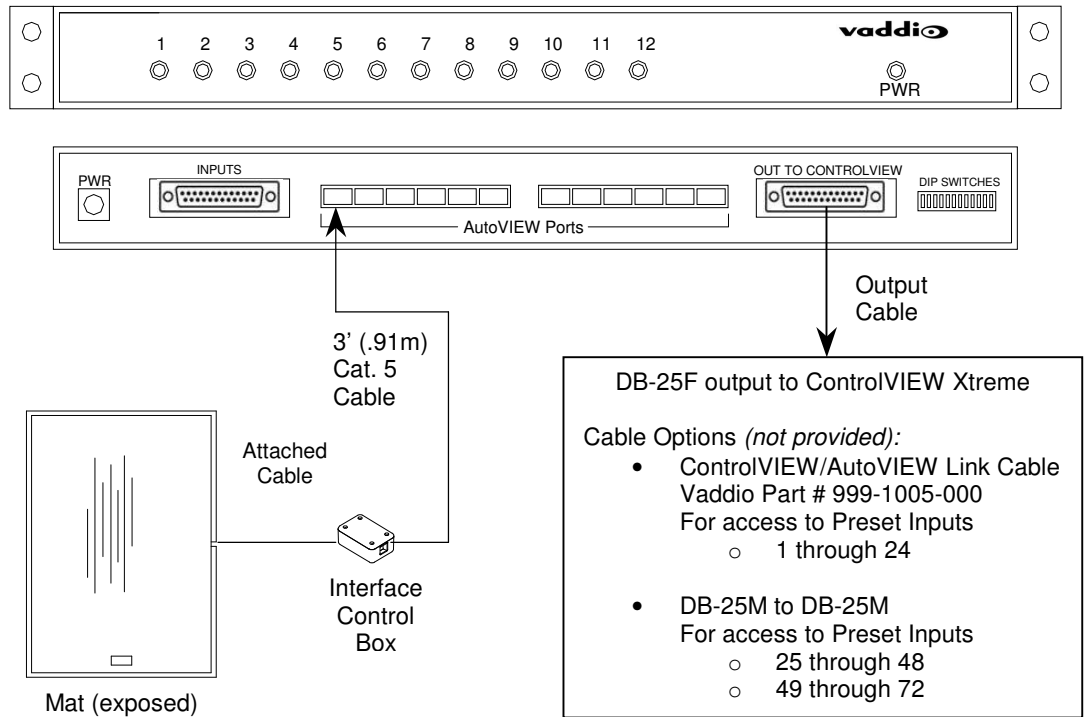 1 2 3 4 5 6 7 8 9 10 11 12
vaddio
PWR
PWR
INPUTS
AutoVIEW Ports
OUT TO CONTROLVIEW
DIP SWITCHES
Output
Cable
3' (.91m)
Cat. 5
Cable
Attached
Cable
Interface
Control
Box
Mat (exposed)
DB-25F output to ControlVIEW Xtreme
Cable Options (not provided):
• ControlVIEW/AutoVIEW Link Cable
Vaddio Part # 999-1005-000
For access to Preset Inputs
○ 1 through 24
• DB-25M to DB-25M
For access to Preset Inputs
○ 25 through 48
○ 49 through 72